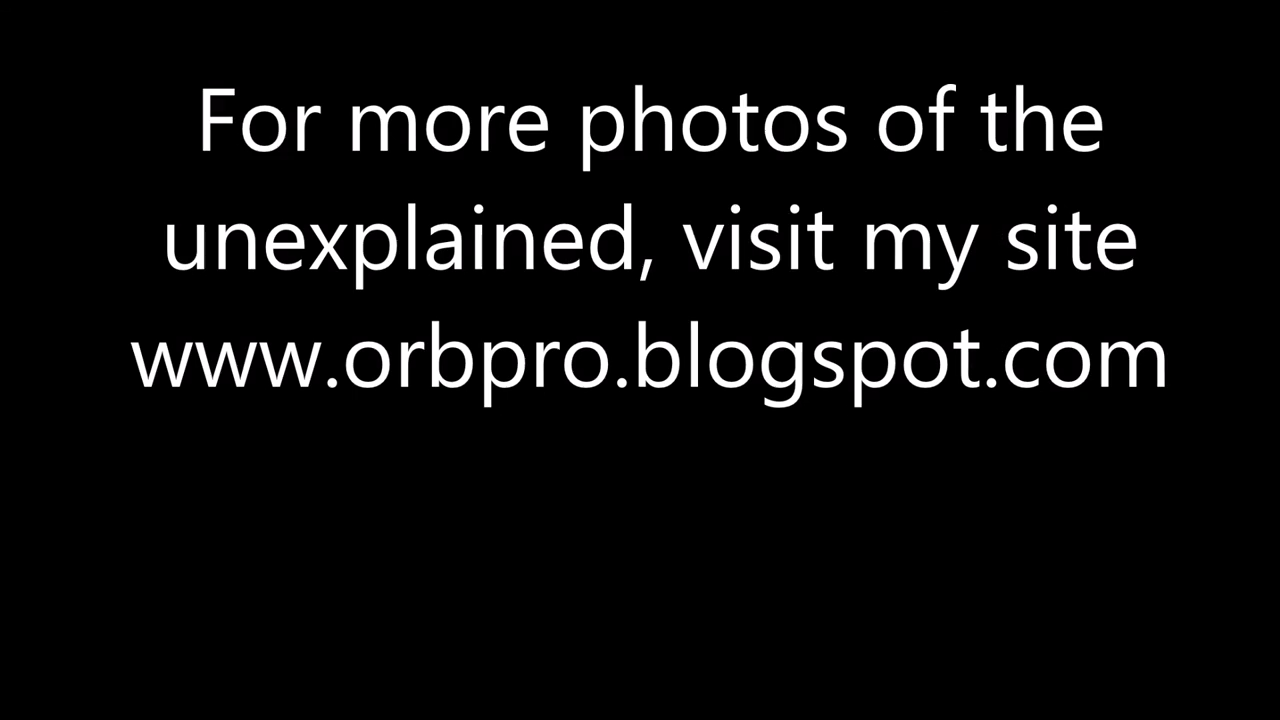 For more photos of the
unexplained, visit my site
www.orbpro.blogspot.com